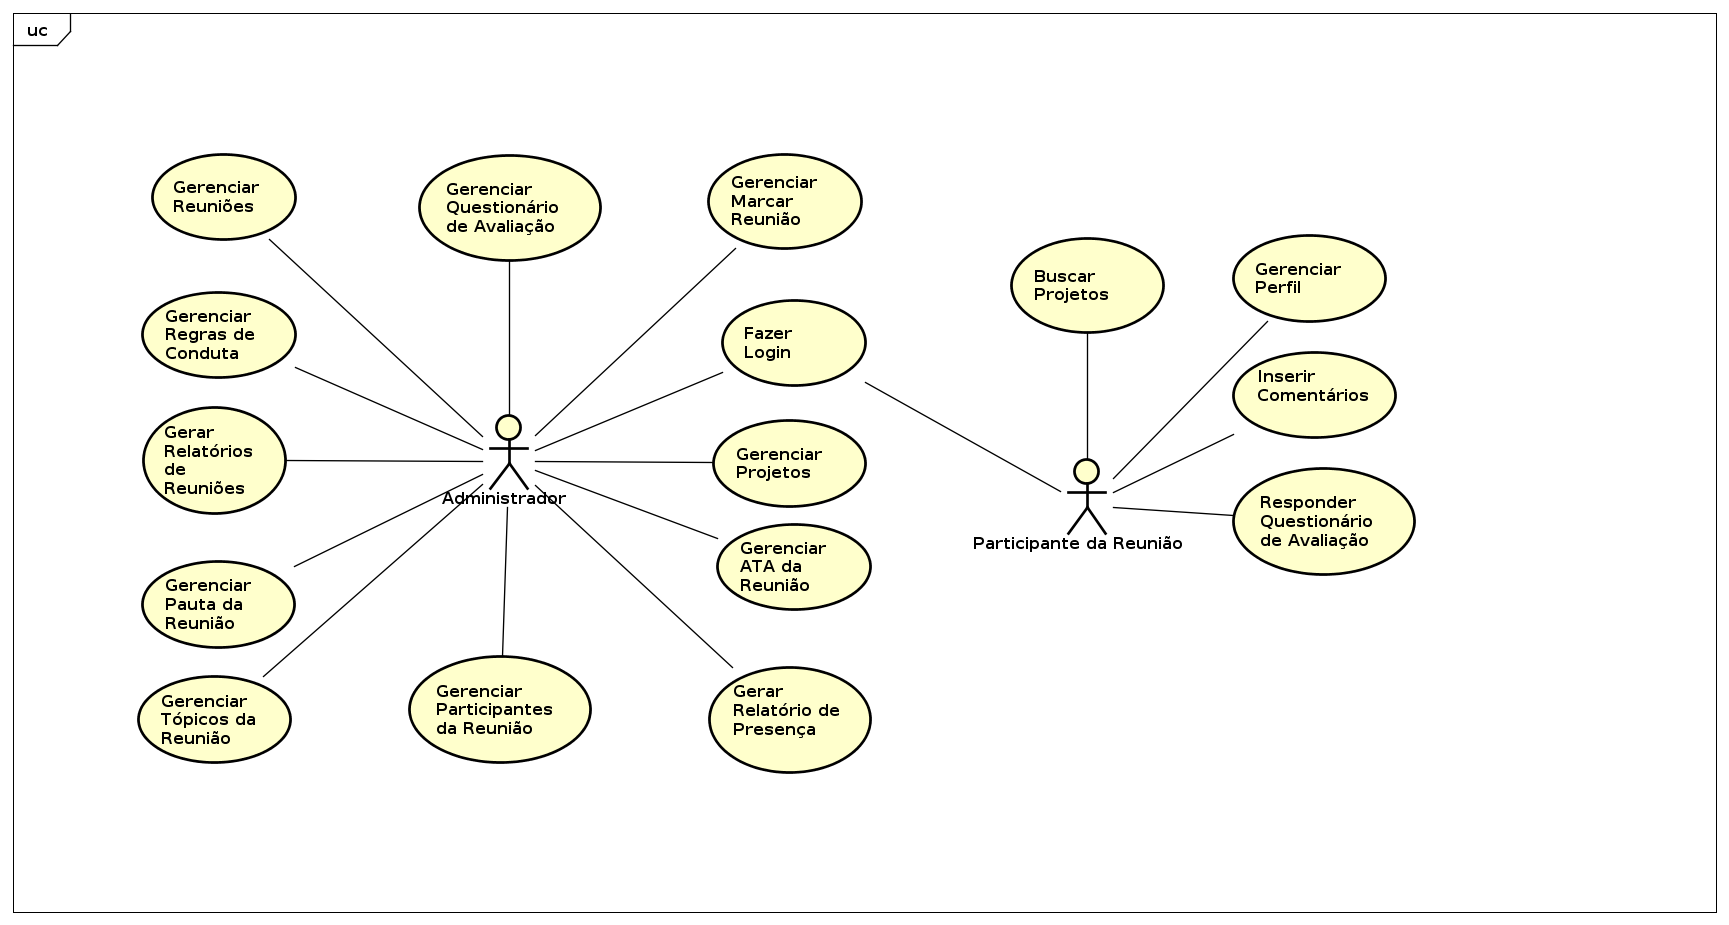 uc
Gerenciar
Reuniões
Gerenciar
Questionário
de Avaliação
Gerenciar
Marcar
Reunião
Buscar
Projetos
Gerenciar
Perfil
Gerenciar
Regras de
Conduta
Fazer
Login
Inserir
Comentários
Gerar
Relatórios
de
Reuniões
Administrador
Gerenciar
Projetos
Participante da Reunião
Responder
Questionário
de Avaliação
Gerenciar
Pauta da
Reunião
Gerenciar
ATA da
Reunião
Gerenciar
Tópicos da
Reunião
Gerenciar
Participantes
da Reunião
Gerar
Relatório de
Presença